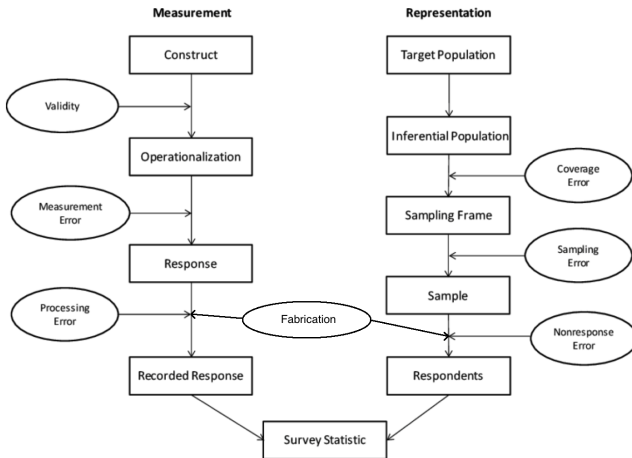 Measurement
Representation
Construct
Target Population
Validity
Inferential Population
Operationalization
Coverage
Error
Measurement
Error
Sampling Frame
Response
Sampling
Error
Processing
Error
Fabrication
Sample
Nonresponse
Error
Recorded Response
Respondents
Survey Statistic